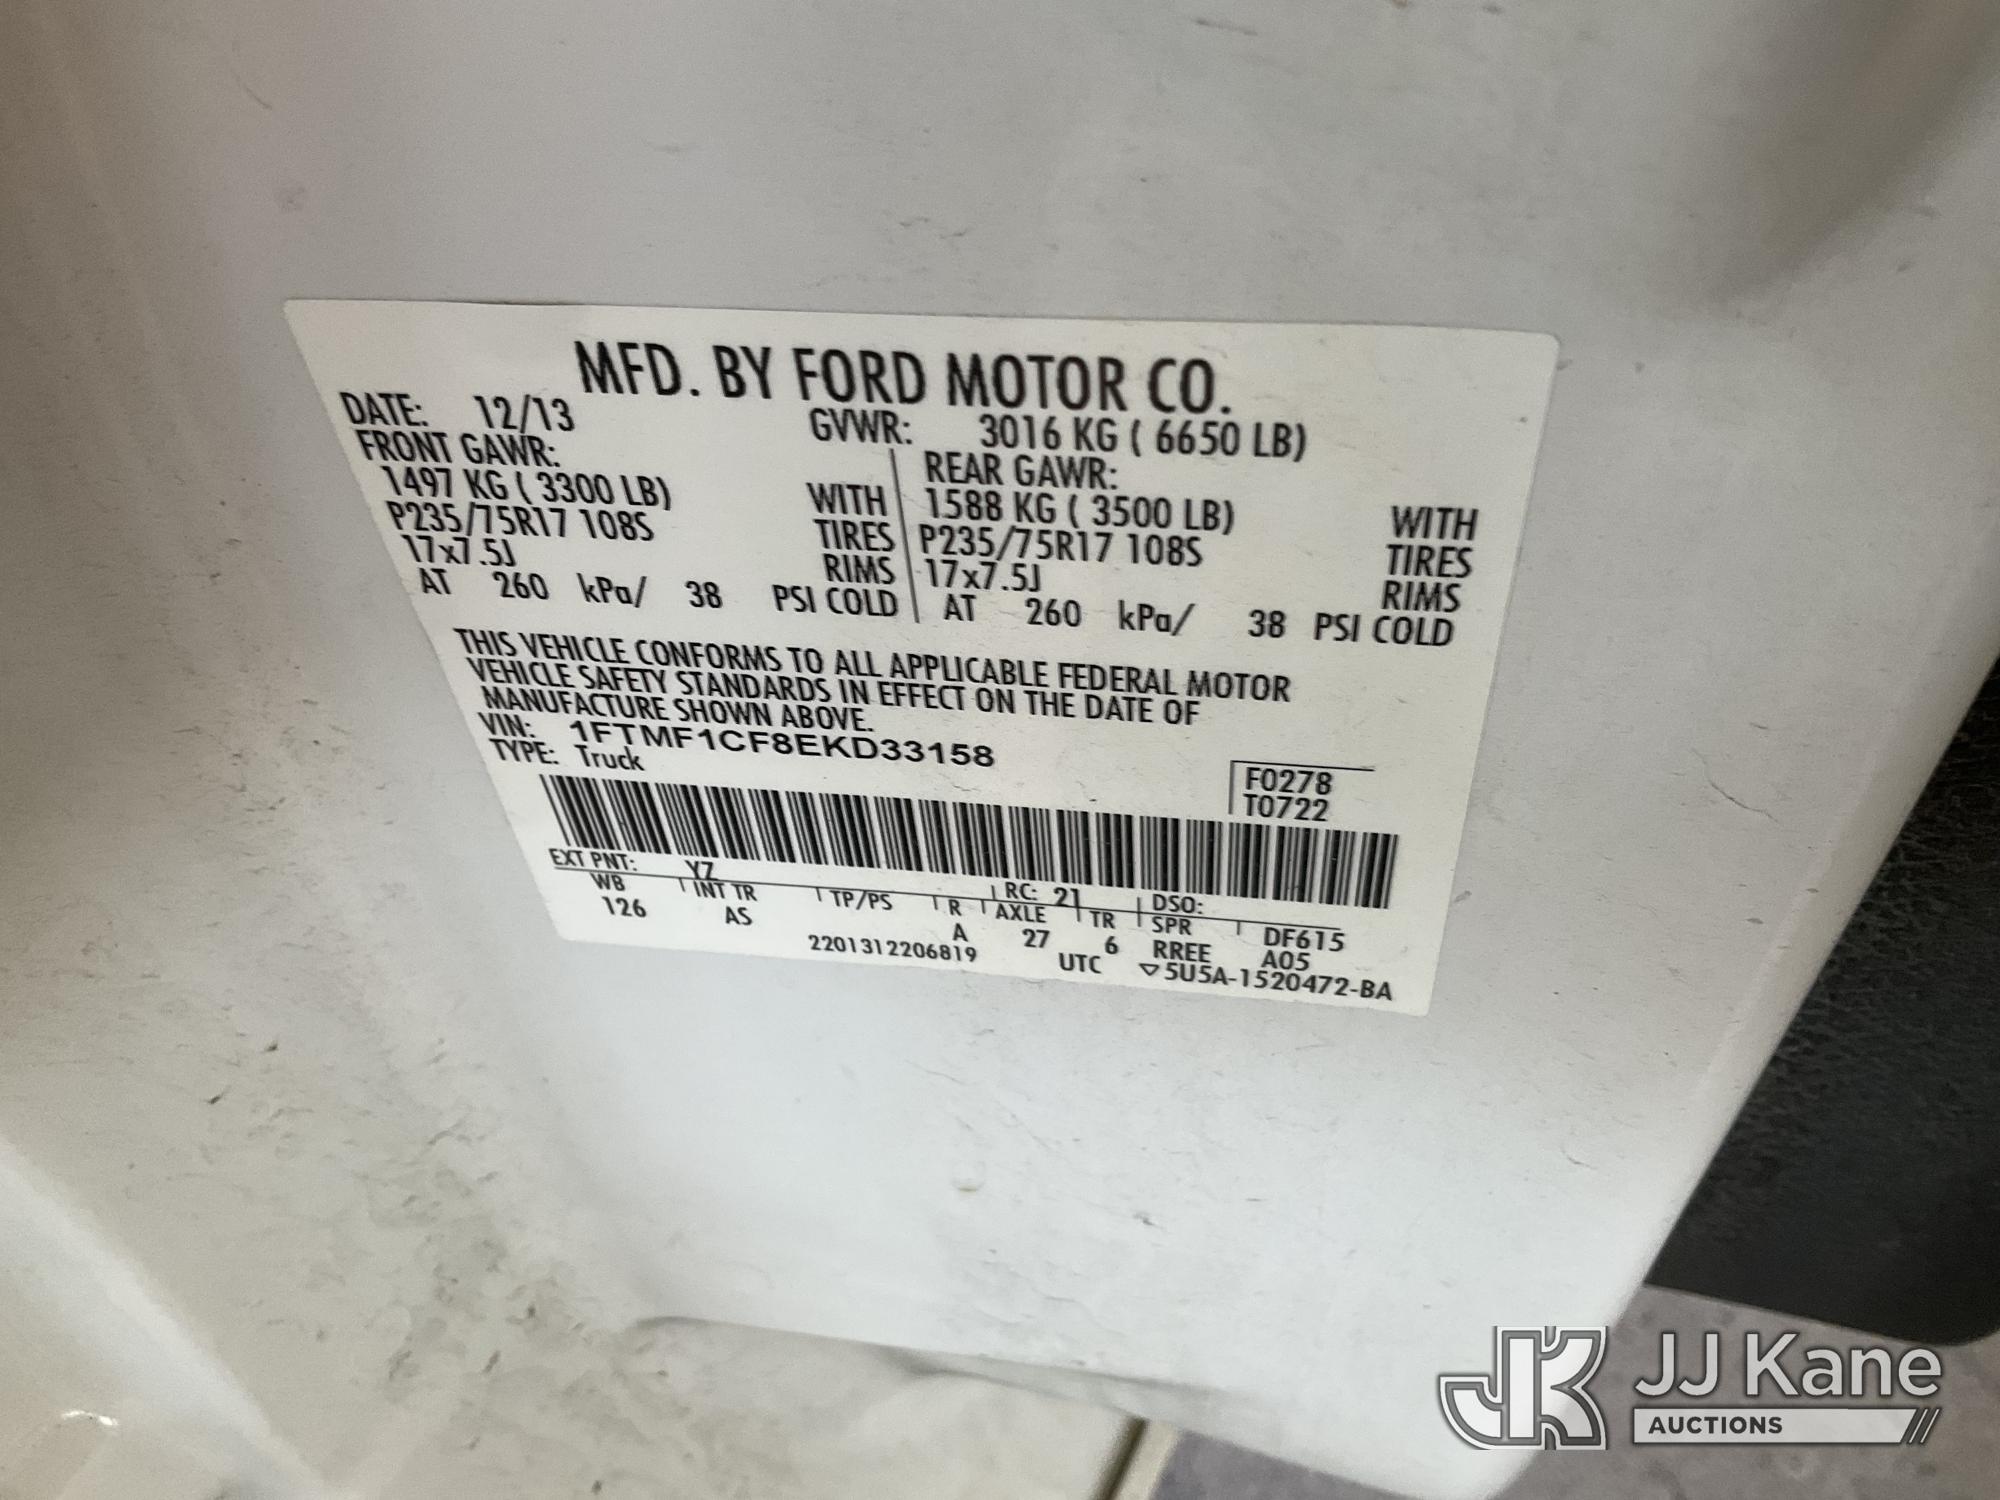 MFD. BY FORD MOTOR CO.
DATE: 12/13 GVWR: 3016 KG ( 6650 LB)
FRONT GAWR: REAR GAWR:
1497 KG ( 3300 LB) WITH 1588 KG ( 3500 LB) WITH
P235/75R17 108S TIRES P235/75R17 108S TIRES
17x7.5J RIMS 17x7.5J RIMS
AT 260 kPa/ 38 PSI COLD AT 260 kPa/ 38 PSI COLD
THIS VEHICLE CONFORMS TO ALL APPLICABLE FEDERAL MOTOR
VEHICLE SAFETY STANDARDS IN EFFECT ON THE DATE OF
MANUFACTURE SHOWN ABOVE.
VIN: 1FTMF1CF8EKD33158
TYPE: Truck
F0278
T0722
EXT PNT: YZ RC: 21 DSO:
WB INT TR TP/PS R AXLE TR SPR DF615
126 AS A 27 6 RREE A05
2201312206819 UTC ▽5U5A-1520472-BA
JK JJ Kane
AUCTIONS